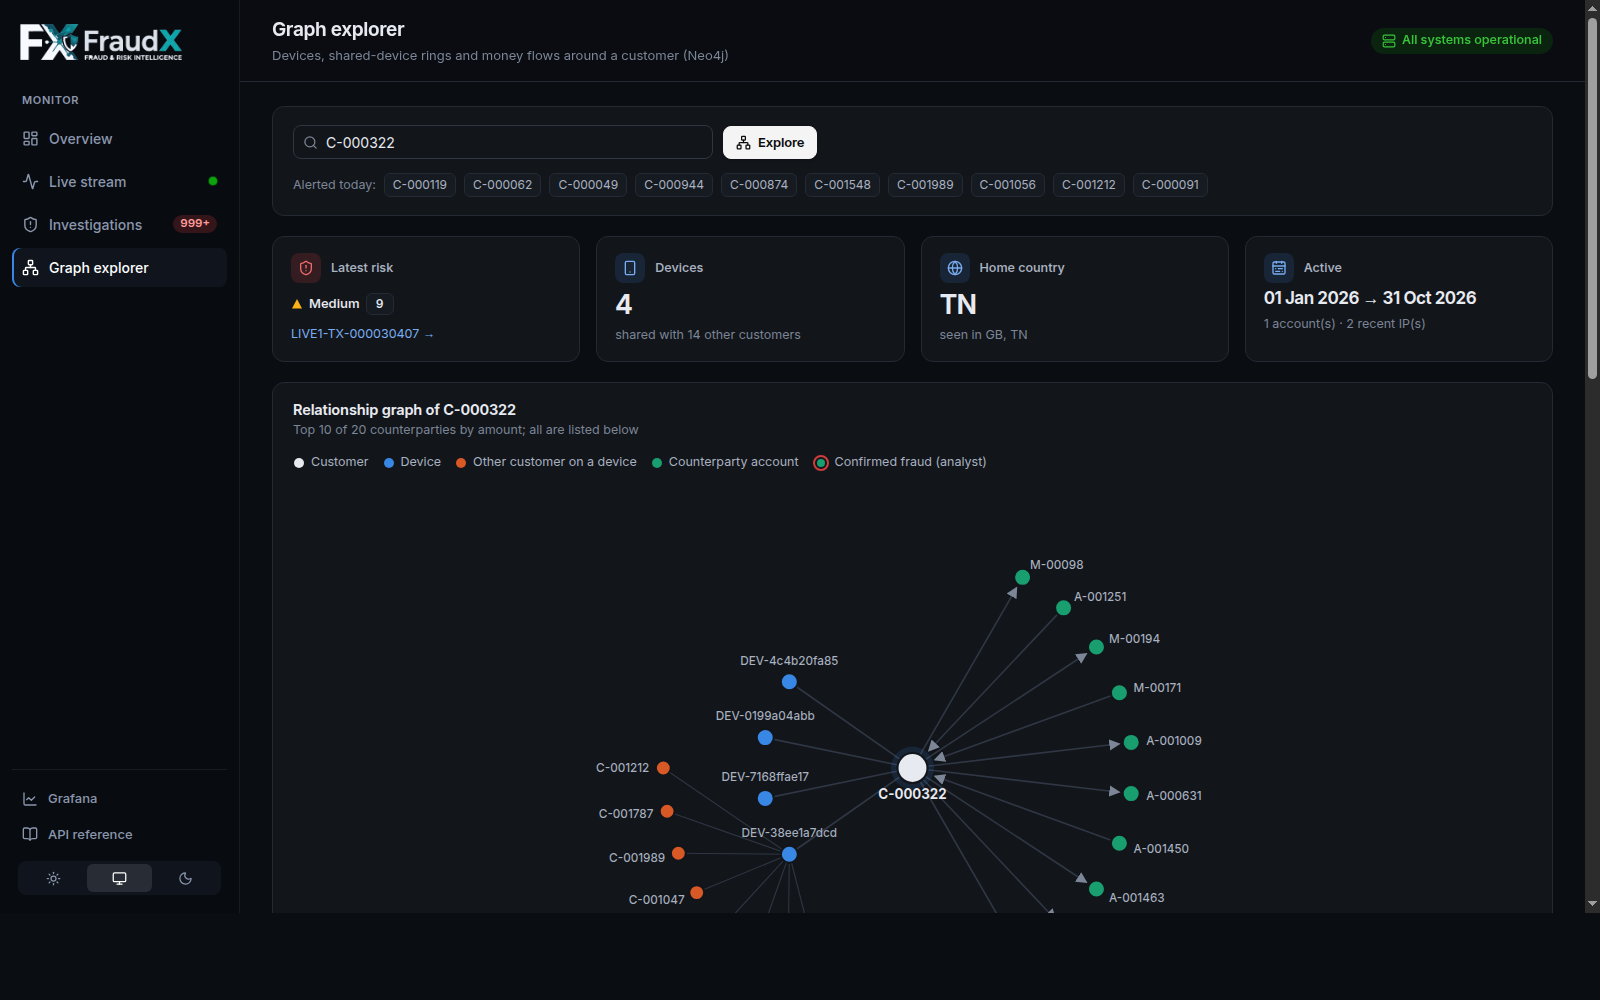 FX FraudX
FRAUD & RISK INTELLIGENCE
MONITOR
Overview
Live stream
Investigations 999+
Graph explorer
Grafana
API reference
Graph explorer
Devices, shared-device rings and money flows around a customer (Neo4j)
All systems operational
C-000322
Explore
Alerted today: C-000119 C-000062 C-000049 C-000944 C-000874 C-001548 C-001989 C-001056 C-001212 C-000091
Latest risk
Medium 9
LIVE1-TX-000030407 →
Devices
4
shared with 14 other customers
Home country
TN
seen in GB, TN
Active
01 Jan 2026 → 31 Oct 2026
1 account(s) · 2 recent IP(s)
Relationship graph of C-000322
Top 10 of 20 counterparties by amount; all are listed below
Customer Device Other customer on a device Counterparty account Confirmed fraud (analyst)
M-00098
A-001251
M-00194
DEV-4c4b20fa85
M-00171
DEV-0199a04abb
A-001009
C-001212
DEV-7168ffae17
C-000322
A-000631
C-001787
DEV-38ee1a7dcd
A-001450
C-001989
A-001463
C-001047